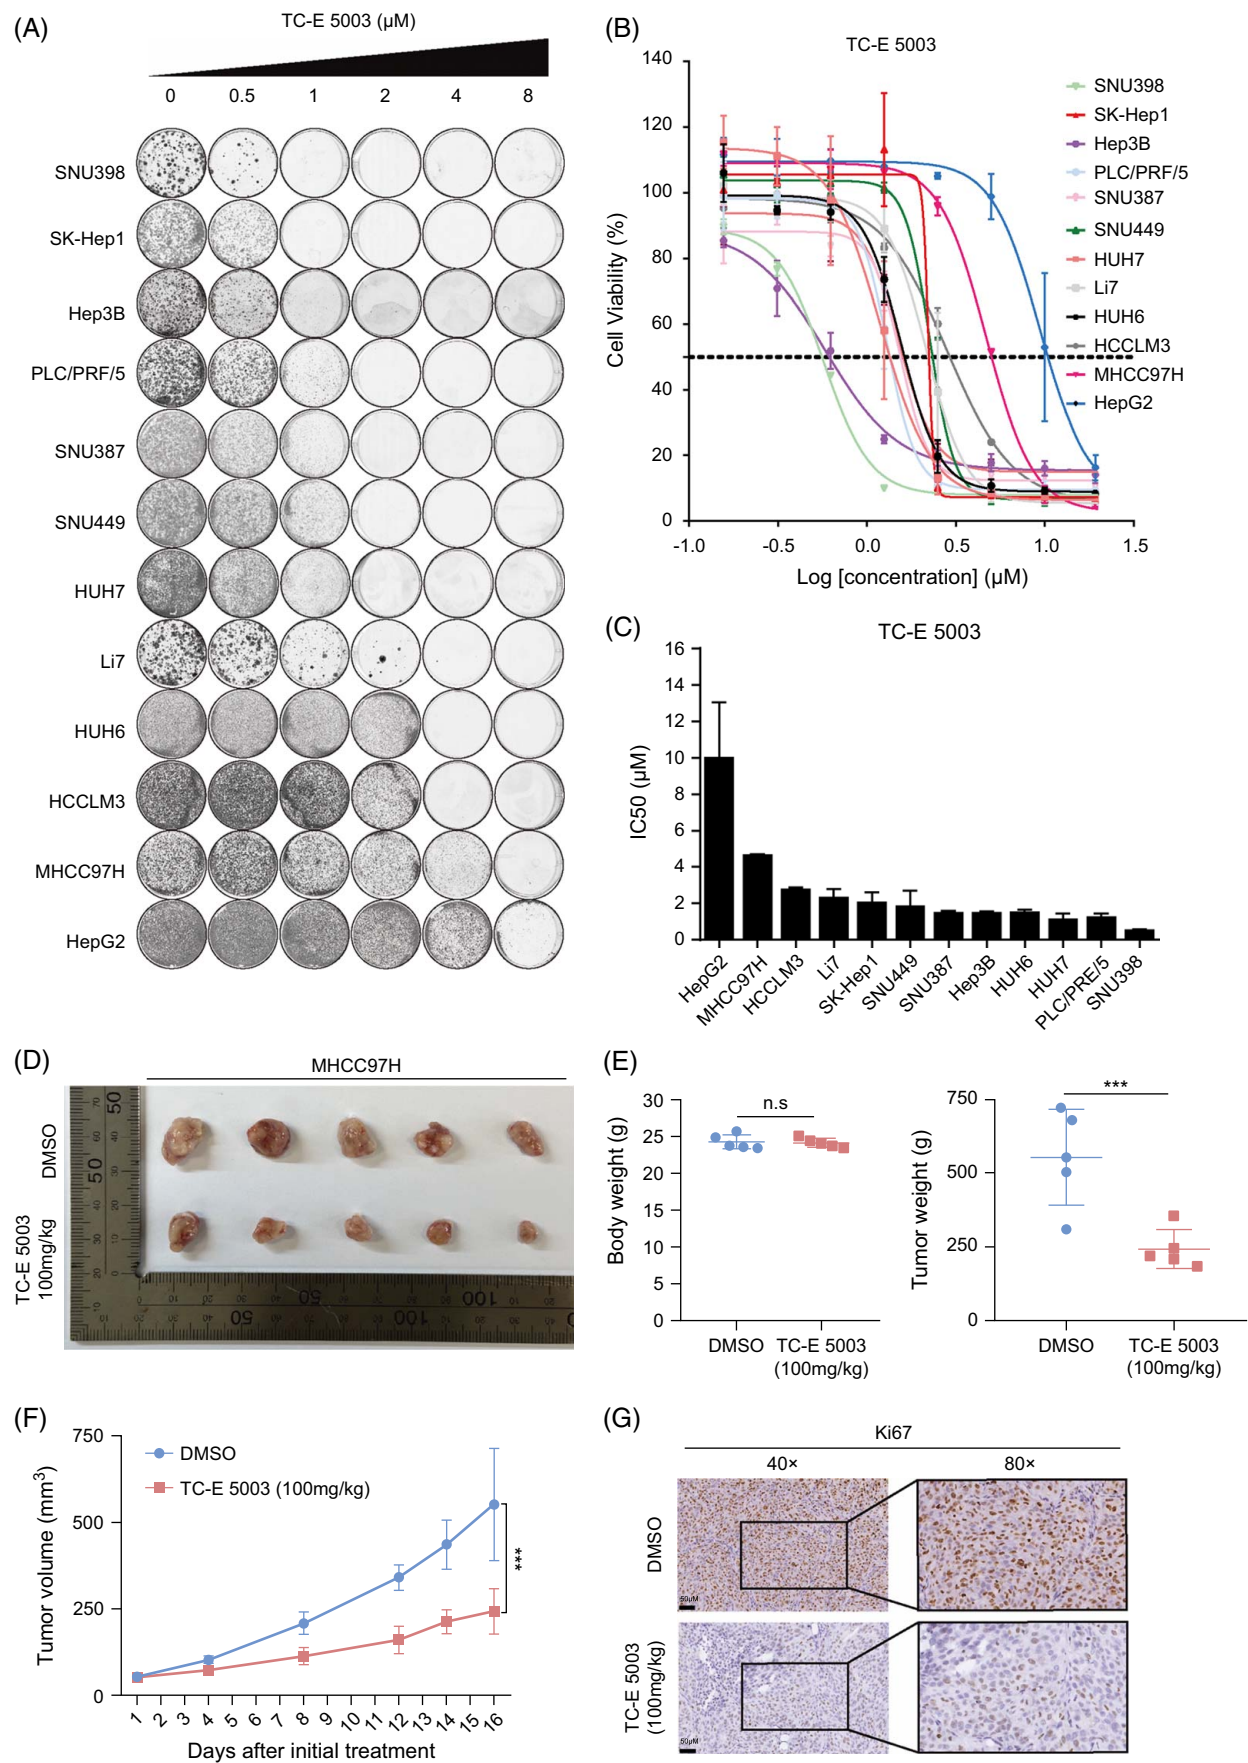 (A)
TC-E 5003 (μM)
0 0.5 1 2 4 8
SNU398
SK-Hep1
Hep3B
PLC/PRF/5
SNU387
SNU449
HUH7
Li7
HUH6
HCCLM3
MHCC97H
HepG2
(B)
TC-E 5003
Cell Viability (%)
140
120
100
80
60
40
20
0
-1.0 -0.5 0.0 0.5 1.0 1.5
Log [concentration] (μM)
SNU398
SK-Hep1
Hep3B
PLC/PRF/5
SNU387
SNU449
HUH7
Li7
HUH6
HCCLM3
MHCC97H
HepG2
(C)
TC-E 5003
IC50 (μM)
16
14
12
10
8
6
4
2
0
HepG2 MHCC97H HCCLM3 Li7 SK-Hep1 SNU449 SNU387 Hep3B HUH6 HUH7 PLC/PRE/5 SNU398
(D)
MHCC97H
DMSO
TC-E 5003
100mg/kg
(E)
Body weight (g)
30
25
20
15
10
5
0
n.s
DMSO TC-E 5003
(100mg/kg)
Tumor weight (g)
750
500
250
0
***
DMSO TC-E 5003
(100mg/kg)
(F)
Tumor volume (mm³)
750
500
250
0
DMSO
TC-E 5003 (100mg/kg)
***
1 2 3 4 5 6 7 8 9 10 11 12 13 14 15 16
Days after initial treatment
(G)
Ki67
40× 80×
DMSO
50μM
TC-E 5003
(100mg/kg)
50μM